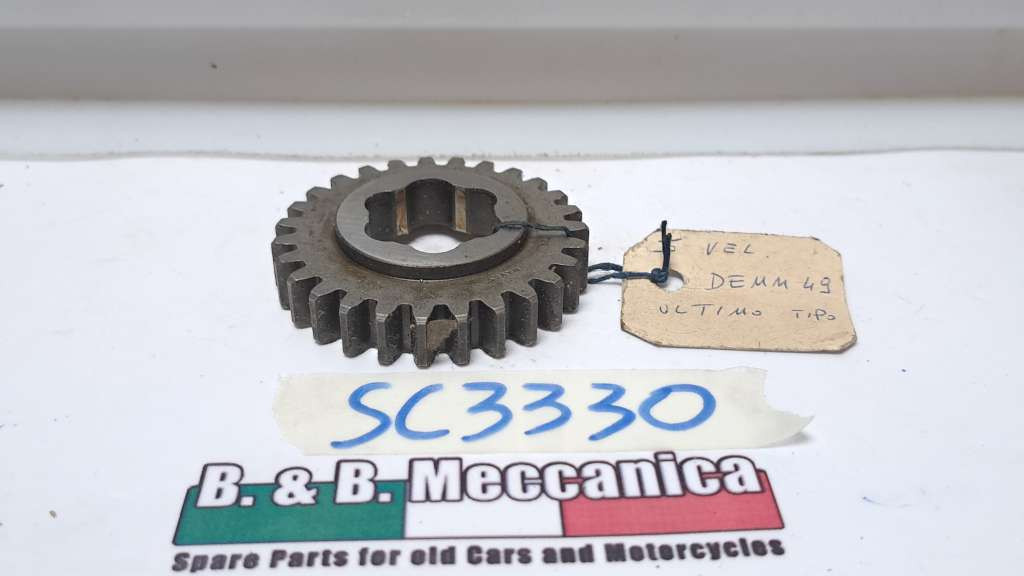 VEL
DEMM 49
ULTIMO TIPO
SC3330
B. & B. Meccanica
Spare Parts for old Cars and Motorcycles